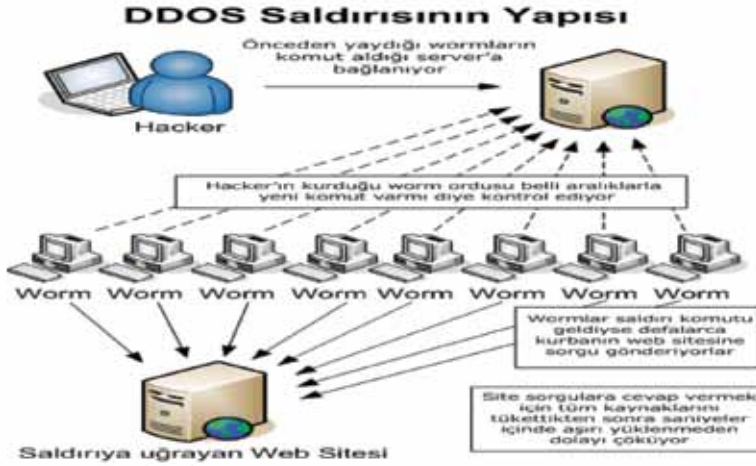 DDOS Saldırısının Yapısı
Önceden yaydığı wormların
komut aldığı server'a
bağlanıyor
Hacker
Hacker'ın kurduğu worm ordusu belli aralıklarla
yeni komut varmı diye kontrol ediyor
Worm Worm Worm Worm Worm Worm Worm Worm
Wormlar saldırı komutu
geldiyse defalarca
kurbanın web sitesine
sorgu gönderiyorlar
Site sorgulara cevap vermek
için tüm kaynaklarını
tükettikten sonra saniyeler
içinde aşırı yüklenmeden
dolayı çöküyor
Saldırıya uğrayan Web Sitesi